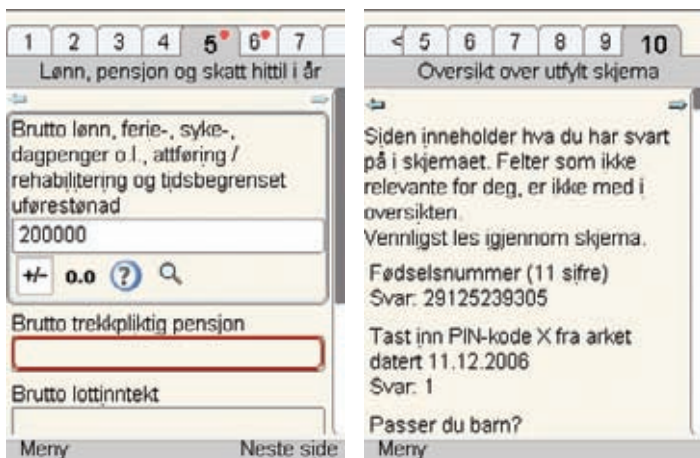 1 2 3 4 5 6 7
Lønn, pensjon og skatt hittil i år
Brutto lønn, ferie-, syke-,
dagpenger o.l., attføring /
rehabilitering og tidsbegrenset
uførestønad
200000
+/- 0.0 ?
Brutto trekkpliktig pensjon
Brutto lottinntekt
Meny Neste side
< 5 6 7 8 9 10
Oversikt over utfylt skjema
Siden inneholder hva du har svart
på i skjemaet. Felter som ikke
relevante for deg, er ikke med i
oversikten.
Vennligst les igjennom skjema.
Fødselsnummer (11 sifre)
Svar: 29125239305
Tast inn PIN-kode X fra arket
datert 11.12.2006
Svar: 1
Passer du barn?
Meny